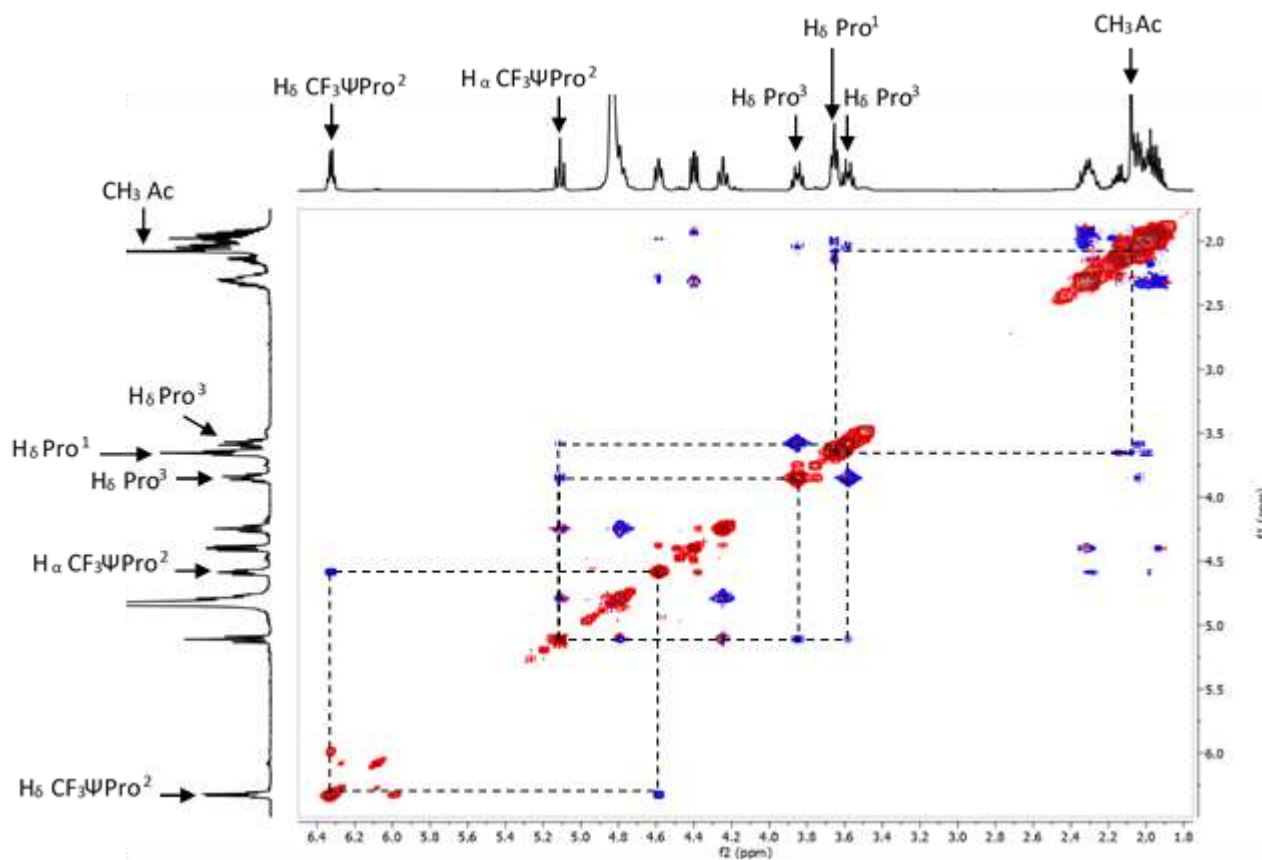 Hδ Pro¹
CH₃ Ac
Hδ CF₃ΨPro²
H α CF₃ΨPro²
Hδ Pro³
Hδ Pro³
CH₃ Ac
Hδ Pro³
Hδ Pro¹
Hδ Pro³
H α CF₃ΨPro²
Hδ CF₃ΨPro²
2.0
2.5
3.0
3.5
4.0
4.5
5.0
5.5
6.0
f1 (ppm)
6.4 6.2 6.0 5.8 5.6 5.4 5.2 5.0 4.8 4.6 4.4 4.2 4.0 3.8 3.6 3.4 3.2 3.0 2.8 2.6 2.4 2.2 2.0 1.8
f2 (ppm)